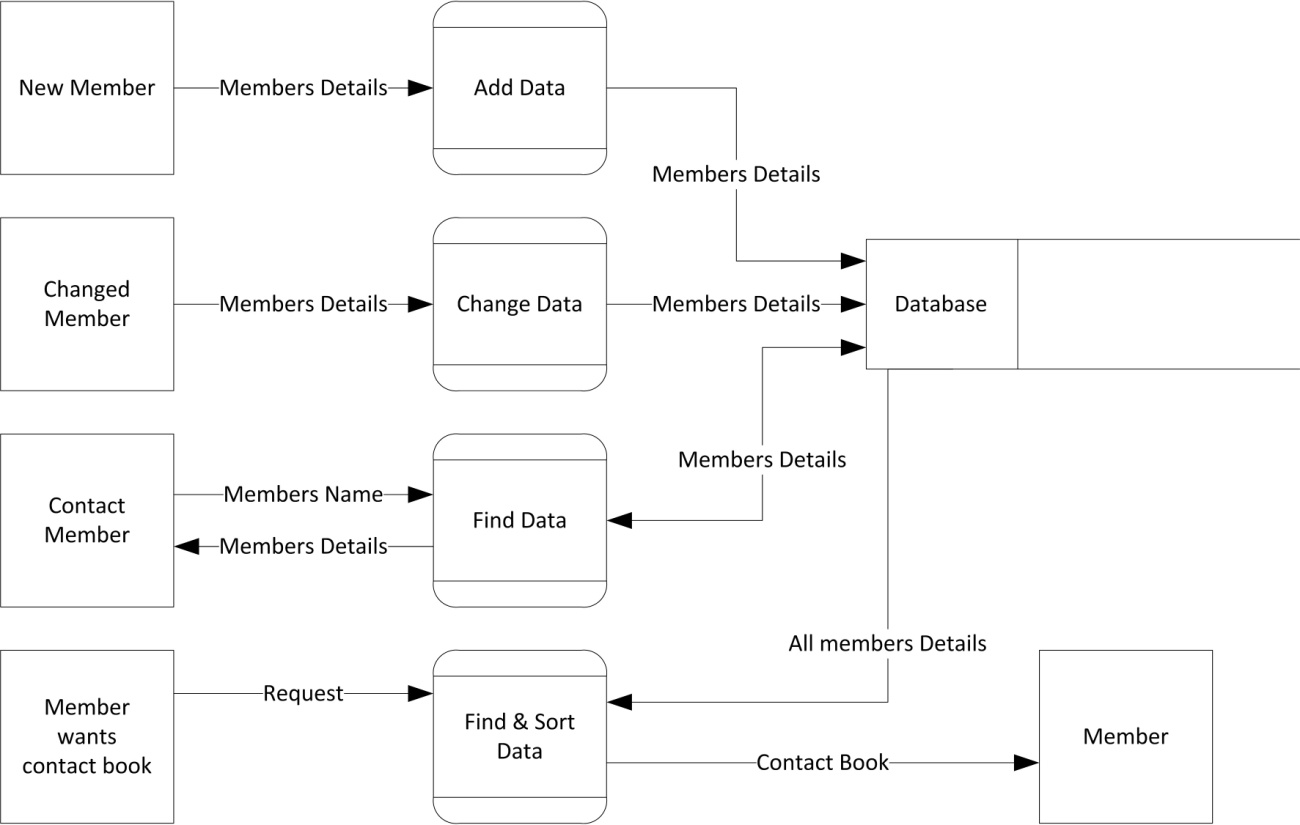 New Member
Members Details
Add Data
Members Details
Changed
Member
Members Details
Change Data
Members Details
Database
Members Details
Contact
Member
Members Name
Members Details
Find Data
All members Details
Member
wants
contact book
Request
Find & Sort
Data
Contact Book
Member